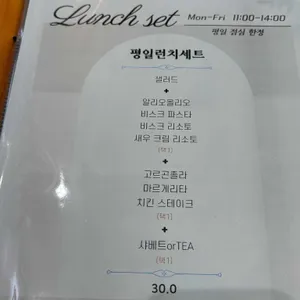 Lunch set Mon-Fri 11:00-14:00
평일 점심 한정
평일런치세트
샐러드
+
알리오올리오
비스크 파스타
비스크 리소토
새우 크림 리소토
(택1)
+
고르곤졸라
마르게리타
치킨 스테이크
(택1)
+
샤베트orTEA
(택1)
30.0